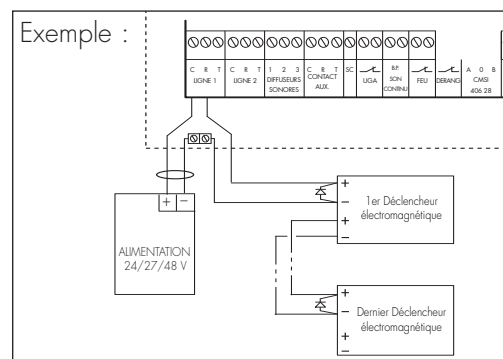 Exemple :
C R T C R T 1 2 3 C R T SC B.P. A 0 B
LIGNE 1 LIGNE 2 DIFFUSEURS SONORES CONTACT AUX. UGA SON CONTINU FEU DERANG CMSI 406 28
+ −
ALIMENTATION
24/27/48 V
+
−
+
−
1er Déclencheur
électromagnétique
+
−
+
−
Dernier Déclencheur
électromagnétique